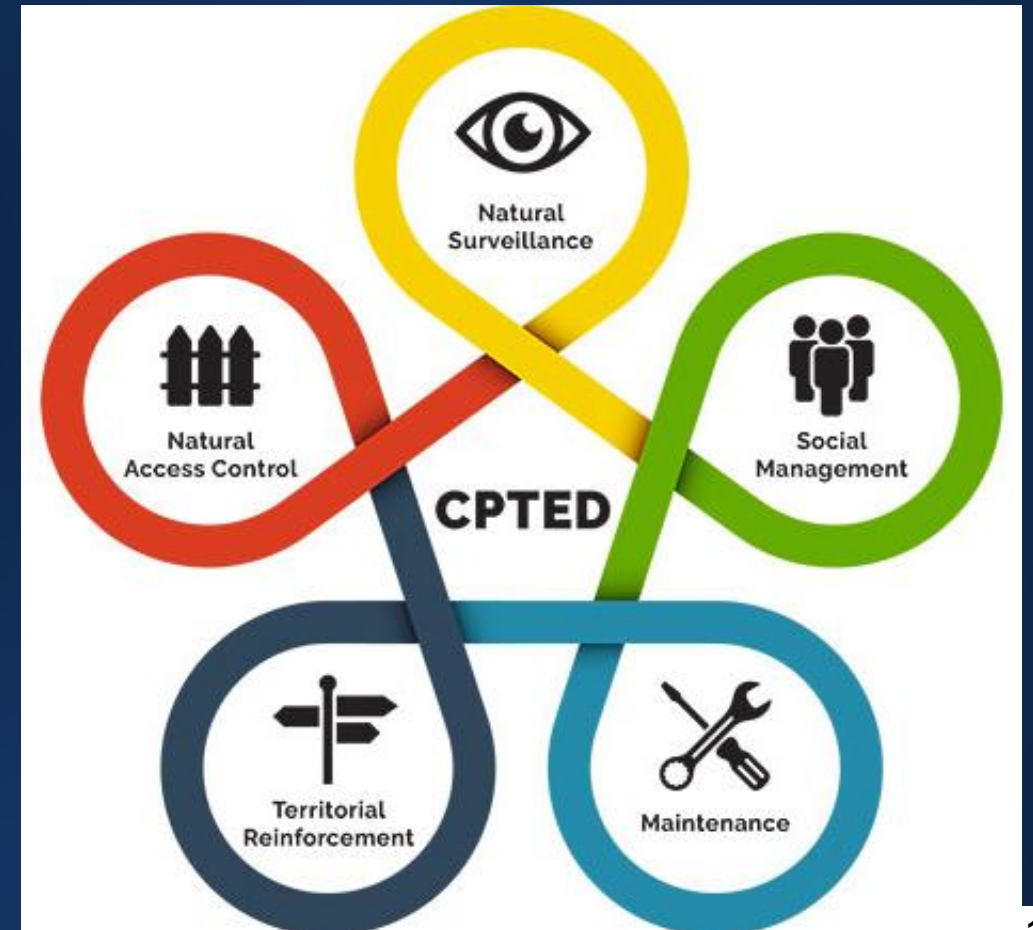 Natural
Surveillance
Natural
Access Control
Social
Management
CPTED
Territorial
Reinforcement
Maintenance